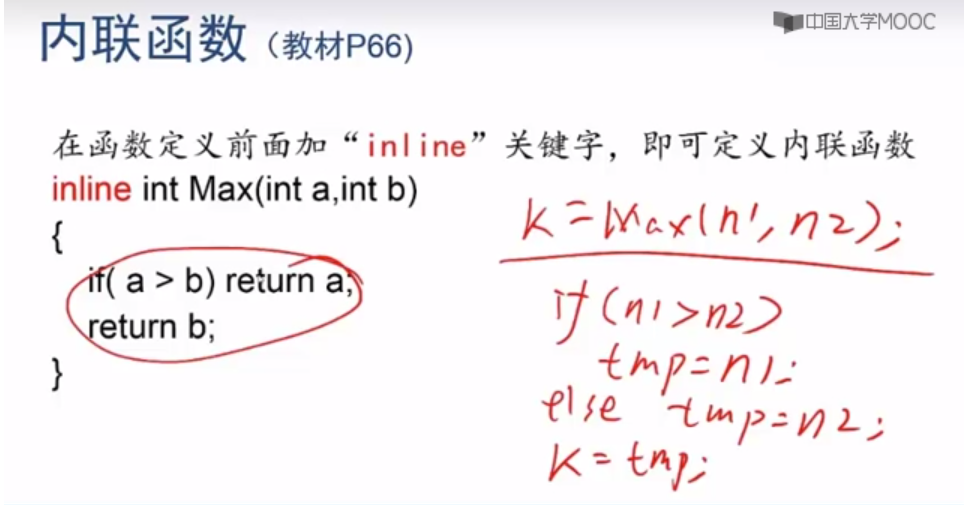 中国大学MOOC
内联函数（教材P66)
在函数定义前面加“inline”关键字，即可定义内联函数
inline int Max(int a,int b)
{
if( a > b) return a;
return b;
}
k=Max(n1,n2);
if(n1>n2)
tmp=n1;
else tmp=n2;
k=tmp;